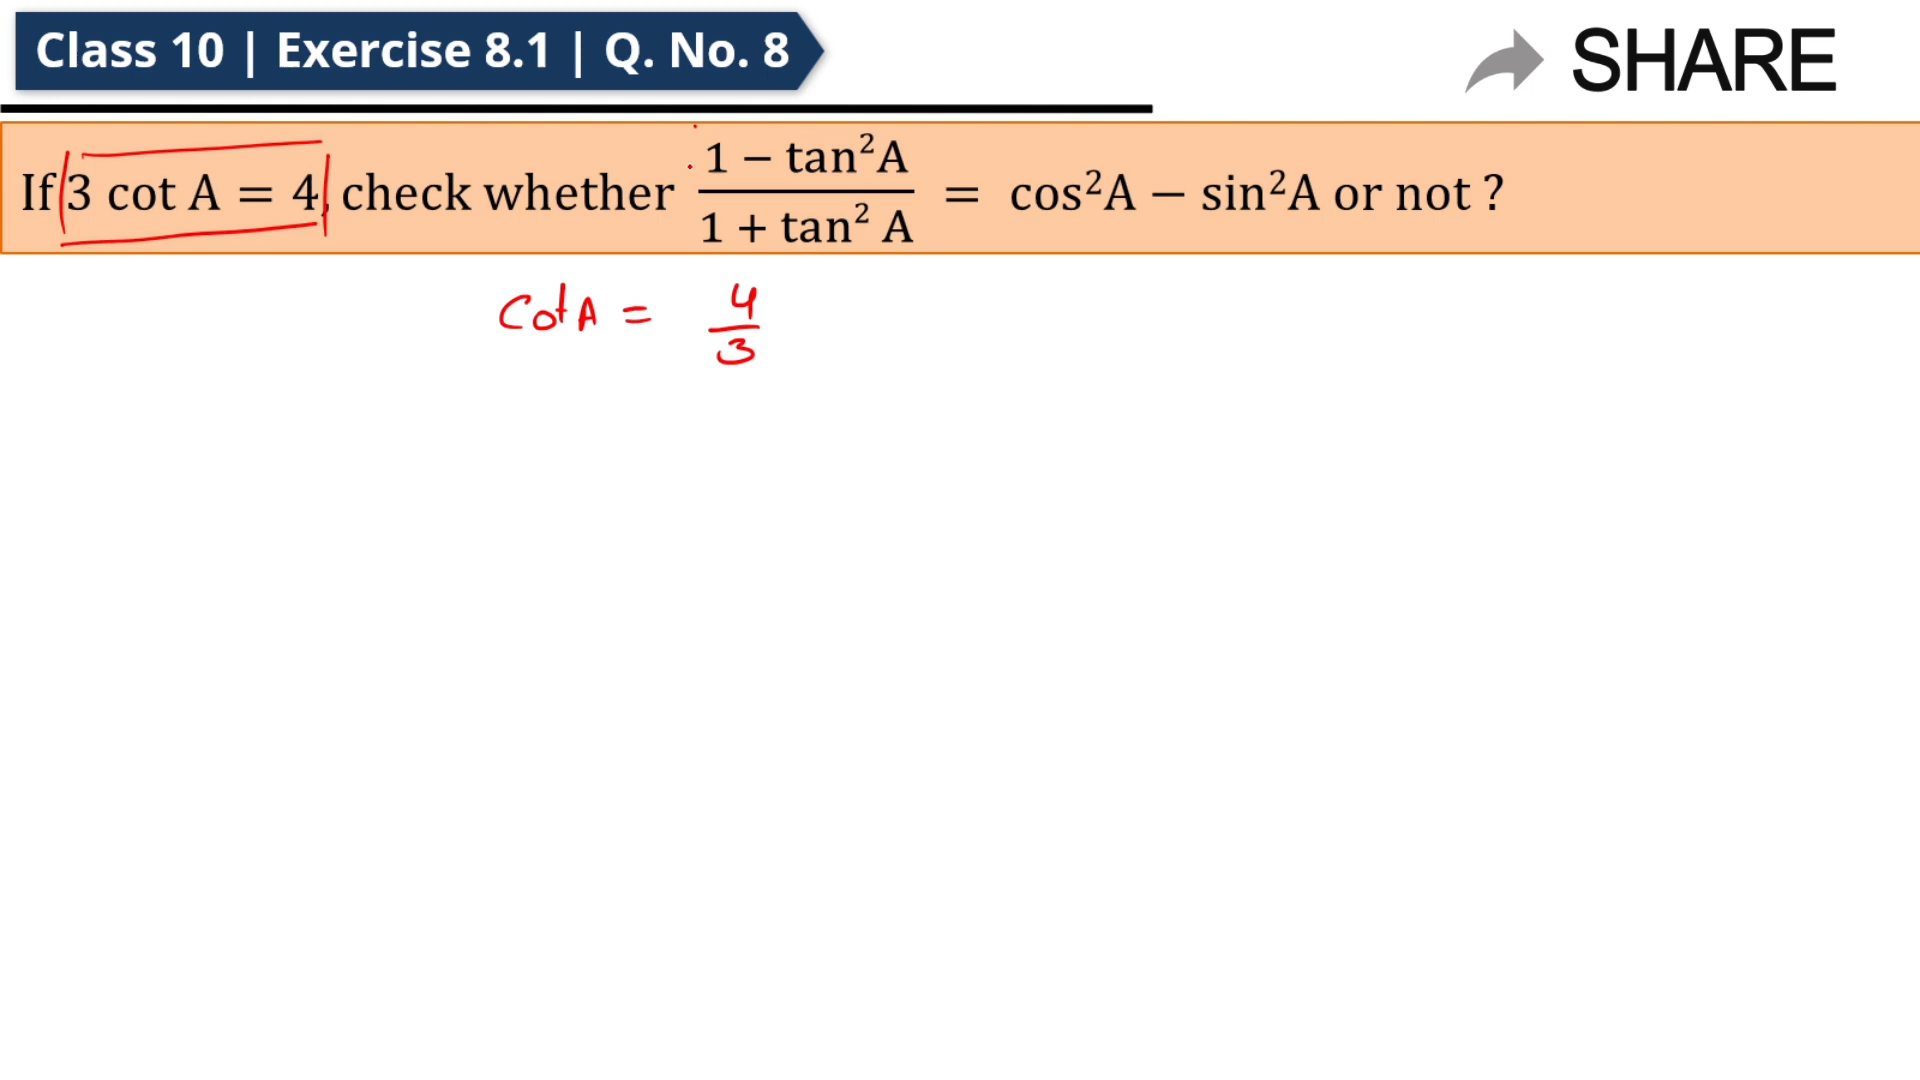 Class 10 | Exercise 8.1 | Q. No. 8
SHARE
If 3 cot A = 4, check whether (1 − tan²A)/(1 + tan² A) = cos²A − sin²A or not ?
Cot A = 4/3